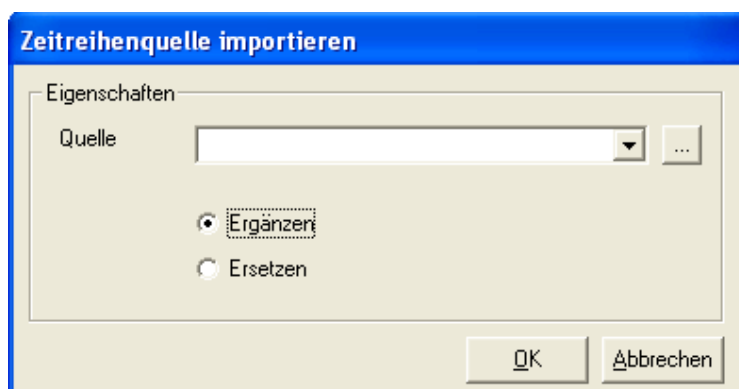 Zeitreihenquelle importieren
Eigenschaften
Quelle
...
Ergänzen
Ersetzen
OK Abbrechen